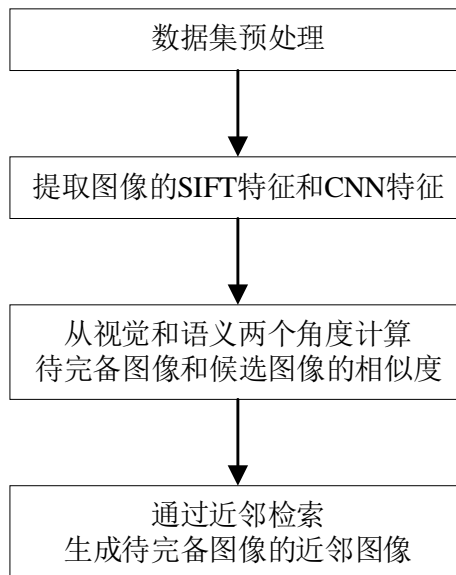 数据集预处理
提取图像的SIFT特征和CNN特征
从视觉和语义两个角度计算
待完备图像和候选图像的相似度
通过近邻检索
生成待完备图像的近邻图像